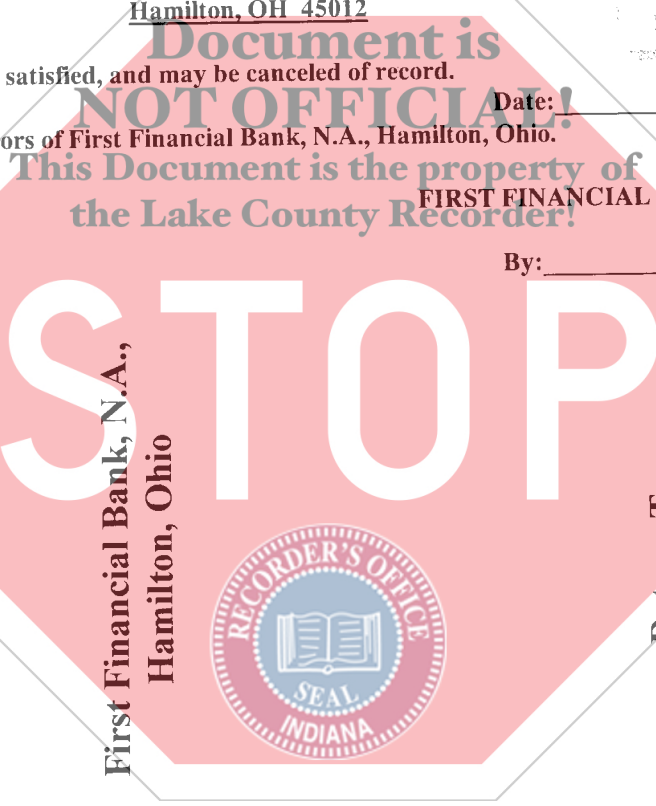 Hamilton, OH 45012
Document is
satisfied, and may be canceled of record.
NOT OFFICIAL!
Date:
ors of First Financial Bank, N.A., Hamilton, Ohio.
This Document is the property of
FIRST FINANCIAL
the Lake County Recorder!
By:
STOP
First Financial Bank, N.A.,
Hamilton, Ohio
RECORDER'S OFFICE
SEAL
INDIANA